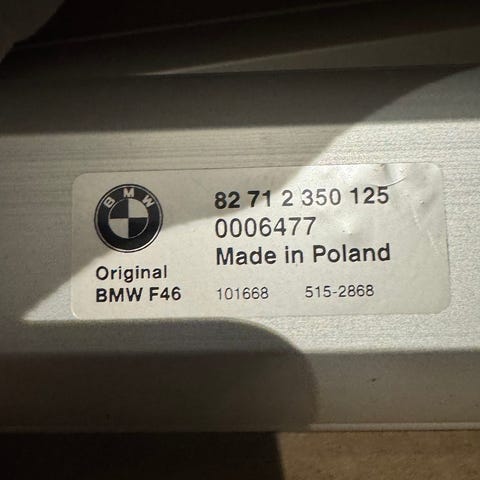 BMW
82 71 2 350 125
0006477
Made in Poland
Original
BMW F46
101668 515-2868